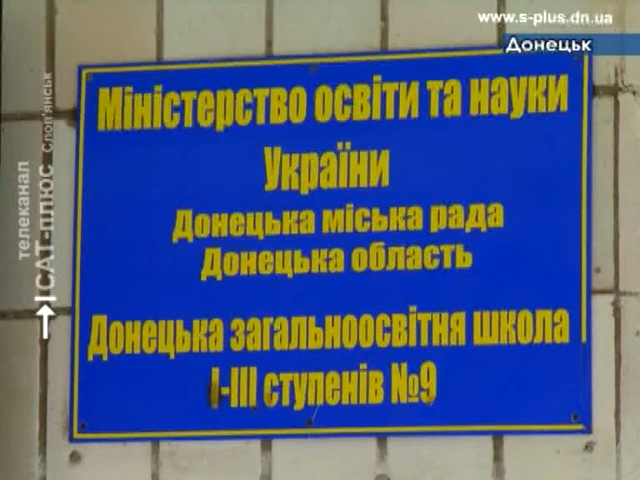 www.s-plus.dn.ua
Донецьк
Міністерство освіти та науки
України
Донецька міська рада
Донецька область
Донецька загальноосвітня школа
І-ІІІ ступенів №9
телеканал
САТ-ПЛЮС
Слов'янськ